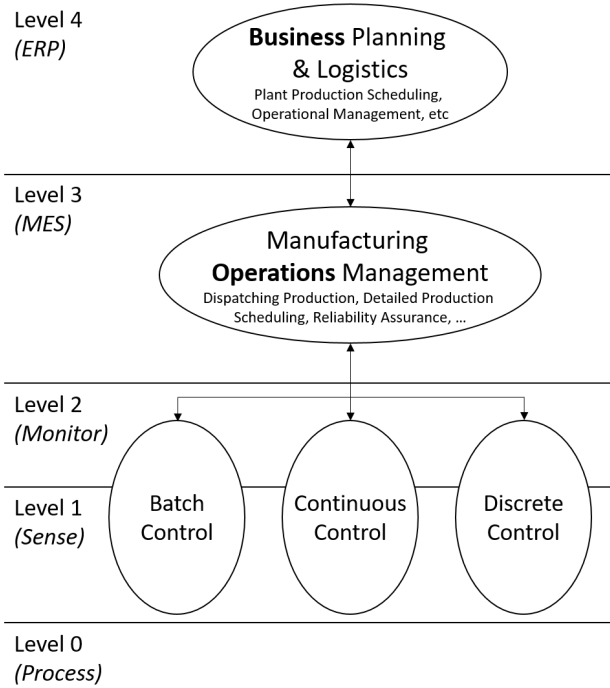 Level 4
(ERP)
Business Planning
& Logistics
Plant Production Scheduling,
Operational Management, etc
Level 3
(MES)
Manufacturing
Operations Management
Dispatching Production, Detailed Production
Scheduling, Reliability Assurance, ...
Level 2
(Monitor)
Level 1
(Sense)
Batch
Control
Continuous
Control
Discrete
Control
Level 0
(Process)